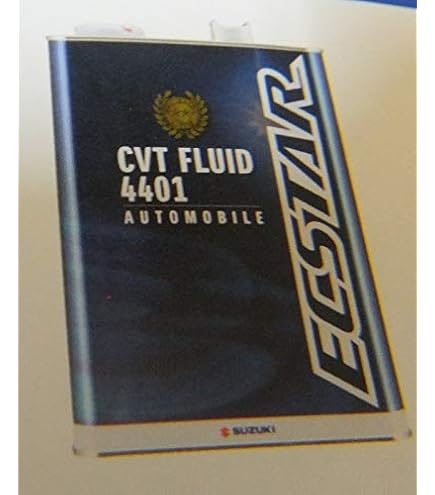 CVT FLUID
4401
AUTOMOBILE
ECSTAR
SUZUKI